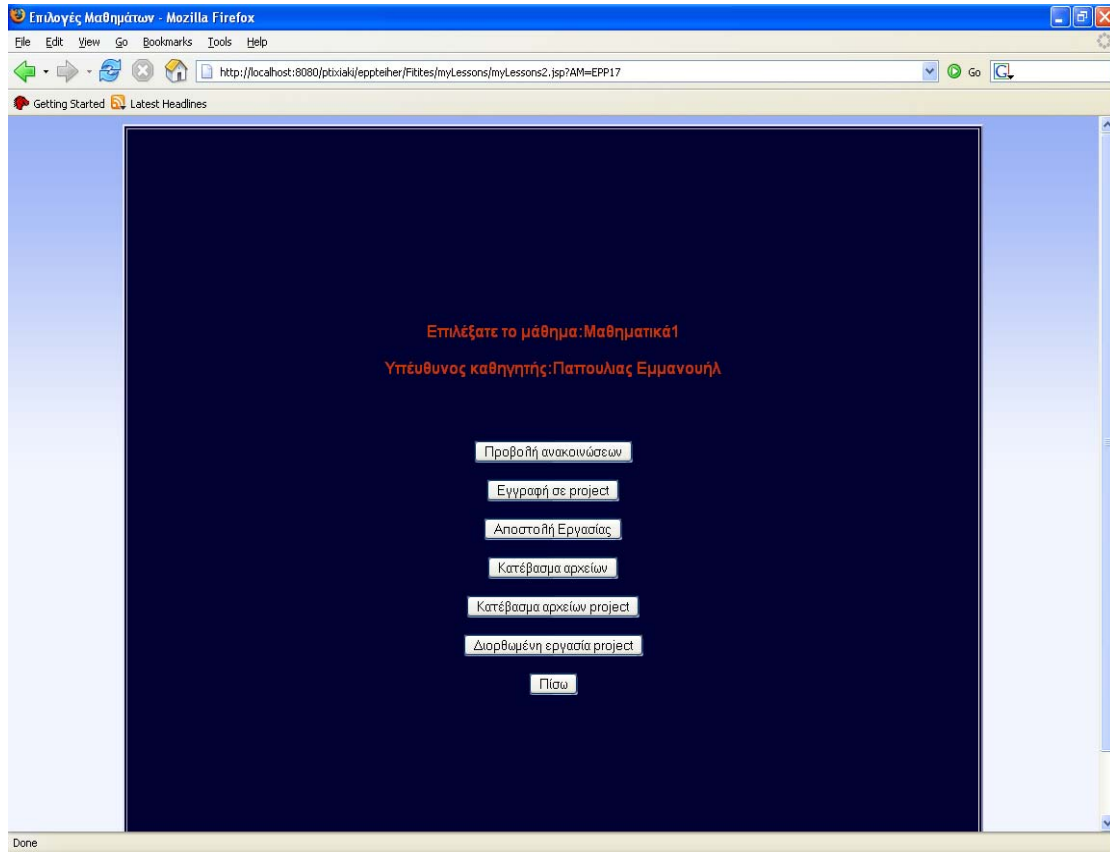 Επιλογές Μαθημάτων - Mozilla Firefox
File Edit View Go Bookmarks Tools Help
http://localhost:8080/ptixiaki/eppteiher/Fitites/myLessons/myLessons2.jsp?AM=EPP17 Go G
Getting Started Latest Headlines
Επιλέξατε το μάθημα:Μαθηματικά1
Υπέυθυνος καθηγητής:Παπουλιας Εμμανουήλ
Προβολή ανακοινώσεων
Εγγραφή σε project
Αποστολή Εργασίας
Κατέβασμα αρχείων
Κατέβασμα αρχείων project
Διορθωμένη εργασία project
Πίσω
Done